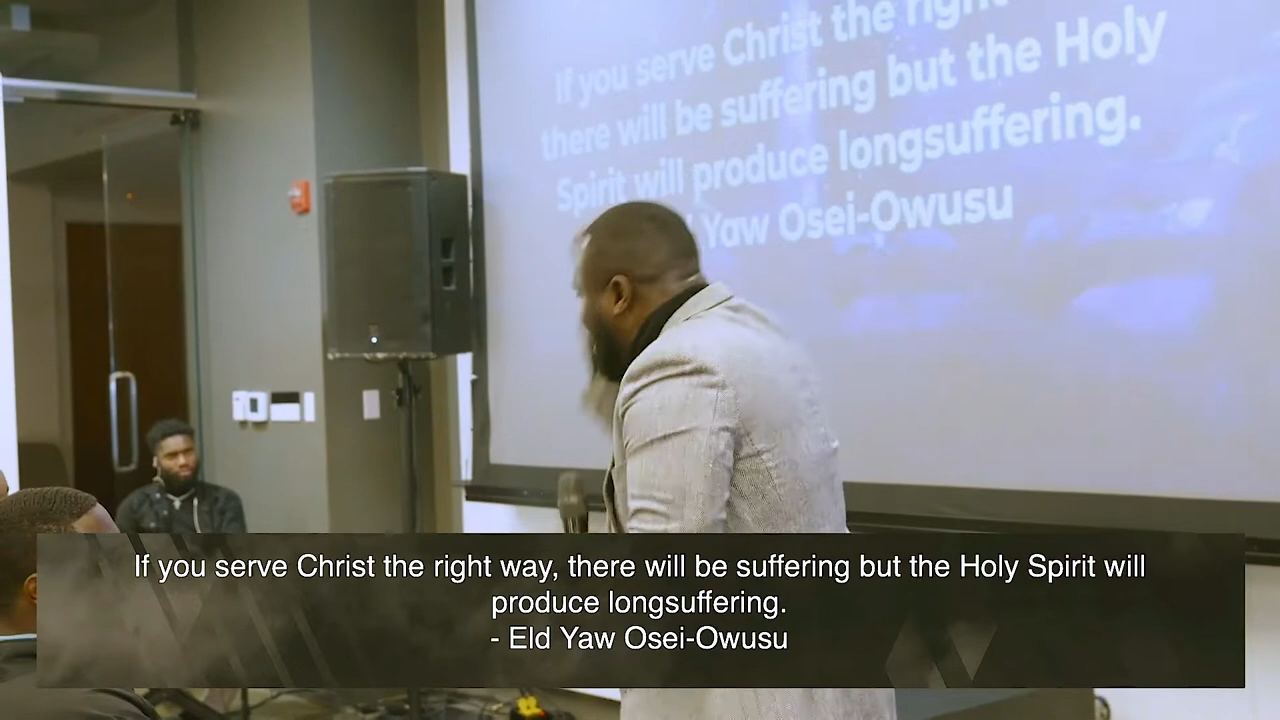 If you serve Christ the right
there will be suffering but the Holy
Spirit will produce longsuffering.
Yaw Osei-Owusu
If you serve Christ the right way, there will be suffering but the Holy Spirit will
produce longsuffering.
- Eld Yaw Osei-Owusu